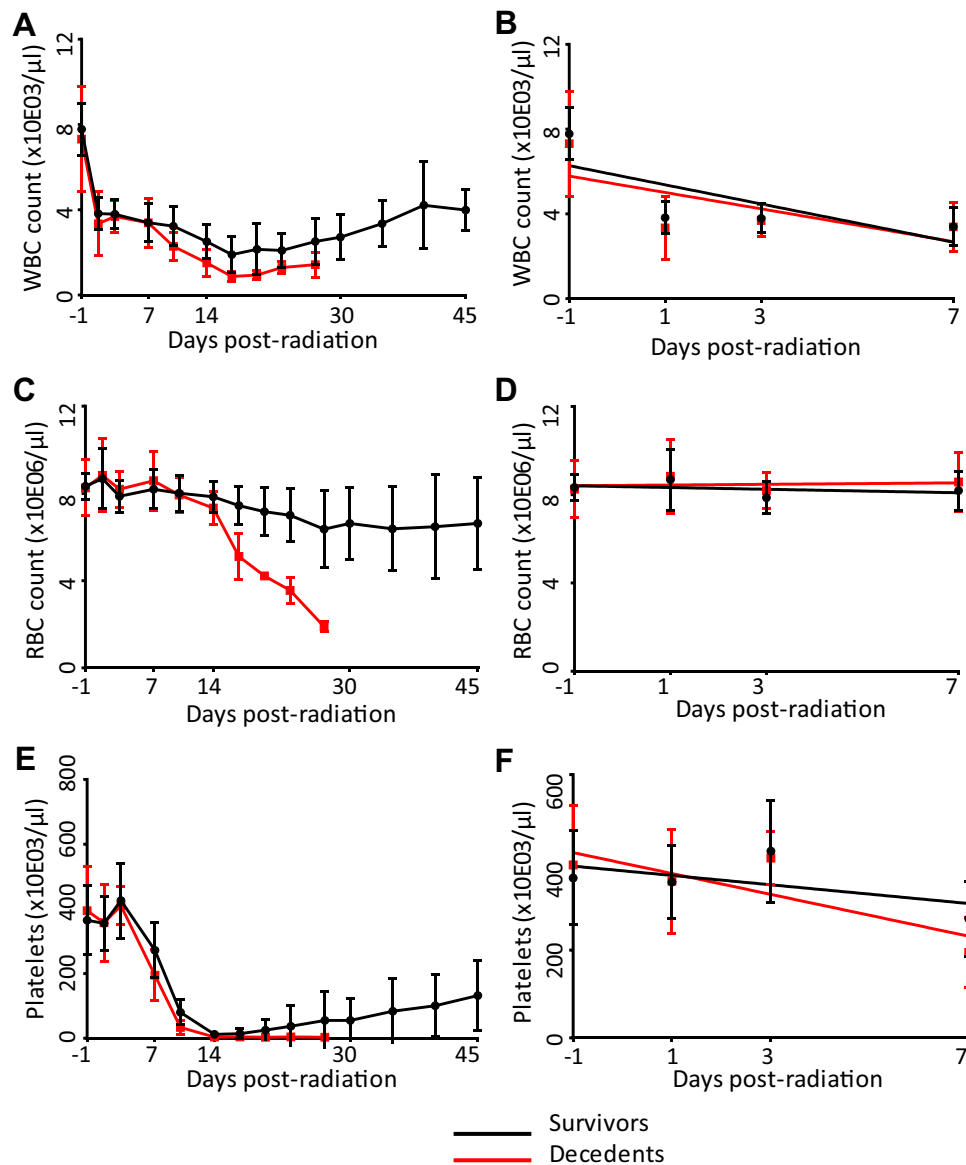 A
WBC count (x10E03/µl)
12
8
4
0
-1
7
14
30
45
Days post-radiation
B
WBC count (x10E03/µl)
12
8
4
0
-1
1
3
7
Days post-radiation
C
RBC count (x10E06/µl)
12
8
4
0
-1
7
14
30
45
Days post-radiation
D
RBC count (x10E06/µl)
12
8
4
0
-1
1
3
7
Days post-radiation
E
Platelets (x10E03/µl)
800
600
400
200
0
-1
7
14
30
45
Days post-radiation
F
Platelets (x10E03/µl)
600
400
200
0
-1
1
3
7
Days post-radiation
Survivors
Decedents